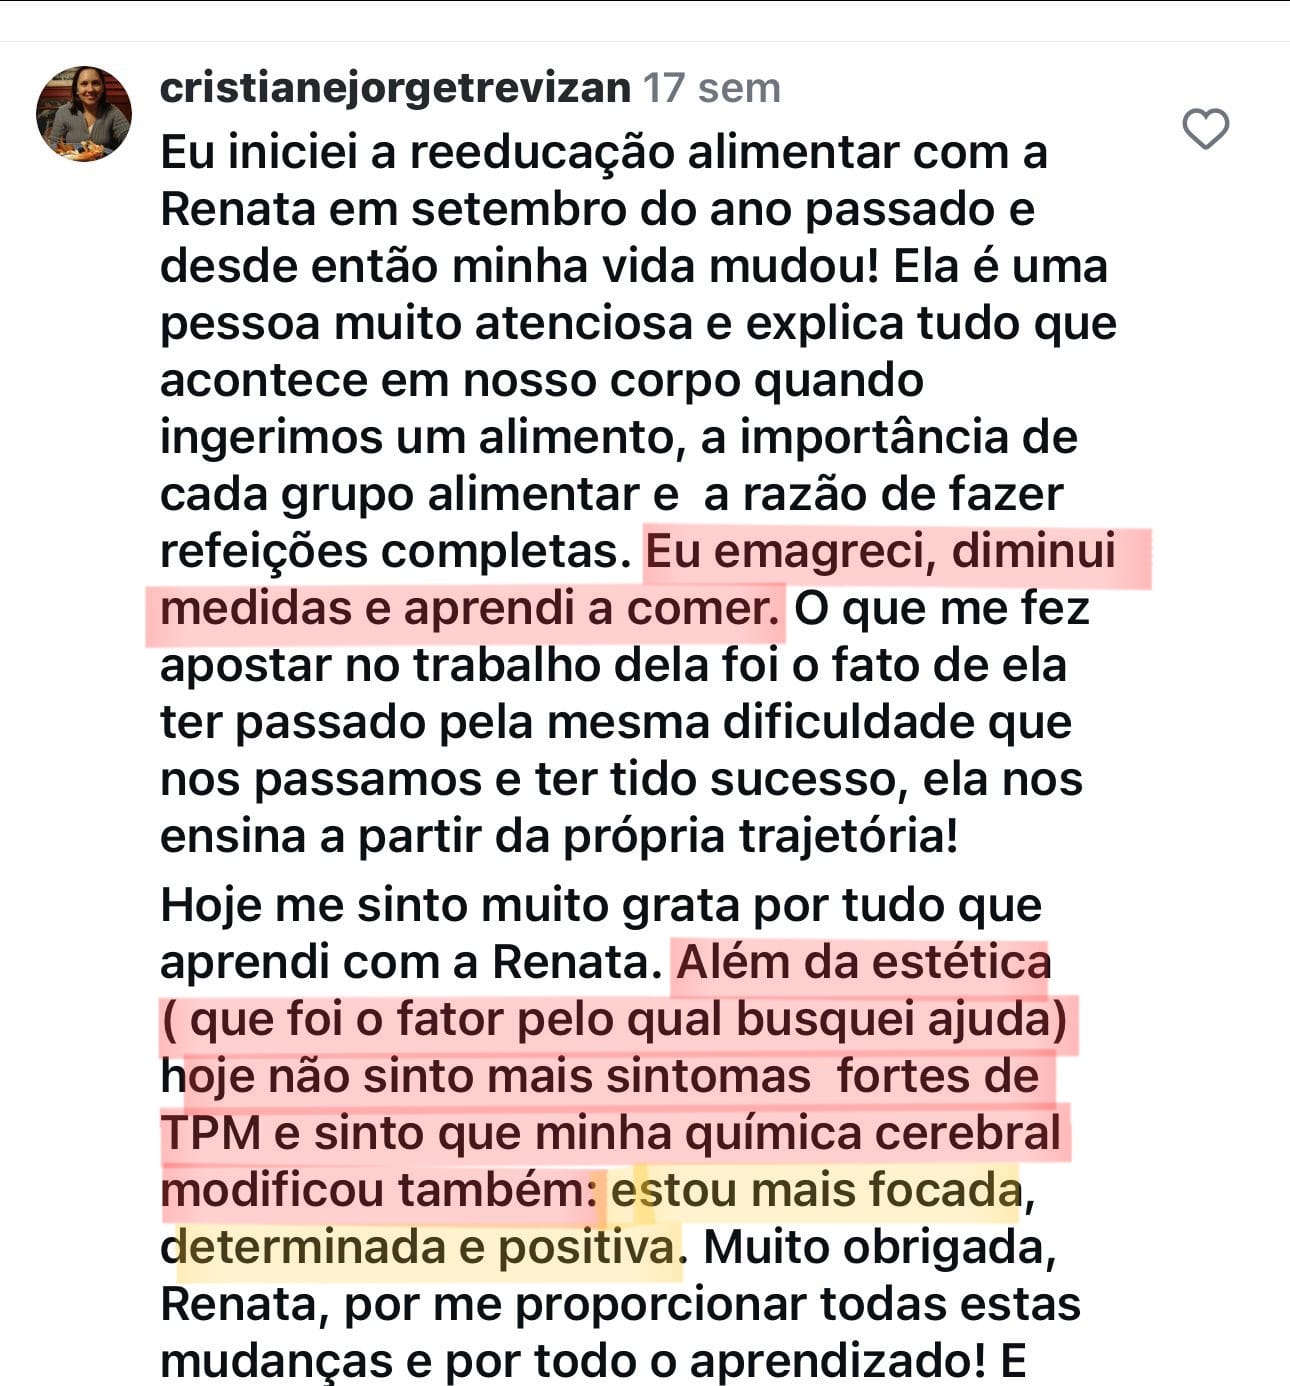 cristianejorgetrevizan 17 sem
Eu iniciei a reeducação alimentar com a
Renata em setembro do ano passado e
desde então minha vida mudou! Ela é uma
pessoa muito atenciosa e explica tudo que
acontece em nosso corpo quando
ingerimos um alimento, a importância de
cada grupo alimentar e  a razão de fazer
refeições completas. Eu emagreci, diminui
medidas e aprendi a comer. O que me fez
apostar no trabalho dela foi o fato de ela
ter passado pela mesma dificuldade que
nos passamos e ter tido sucesso, ela nos
ensina a partir da própria trajetória!
Hoje me sinto muito grata por tudo que
aprendi com a Renata. Além da estética
( que foi o fator pelo qual busquei ajuda)
hoje não sinto mais sintomas  fortes de
TPM e sinto que minha química cerebral
modificou também: estou mais focada,
determinada e positiva. Muito obrigada,
Renata, por me proporcionar todas estas
mudanças e por todo o aprendizado! E